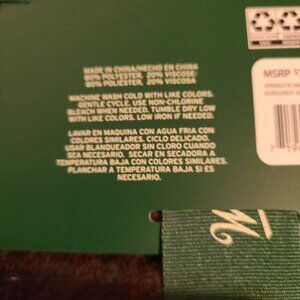 MADE IN CHINA/HECHO EN CHINA
80% POLYESTER, 20% VISCOSE
80% POLIÉSTER, 20% VISCOSA
MACHINE WASH COLD WITH LIKE COLORS.
GENTLE CYCLE. USE NON-CHLORINE
BLEACH WHEN NEEDED. TUMBLE DRY LOW
WITH LIKE COLORS. LOW IRON IF NEEDED.
LAVAR EN MAQUINA CON AGUA FRIA CON
COLORES SIMILARES. CICLO DELICADO.
USAR BLANQUEADOR SIN CLORO CUANDO
SEA NECESARIO. SECAR EN SECADORA A
TEMPERATURA BAJA CON COLORES SIMILARES.
PLANCHAR A TEMPERATURA BAJA SI ES
NECESARIO.
MSRP